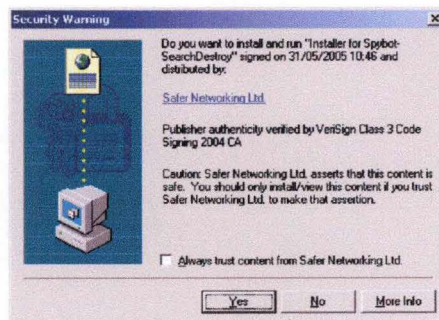 Security Warning
Do you want to install and run "Installer for Spybot-
SearchDestroy" signed on 31/05/2005 10:46 and
distributed by:
Safer Networking Ltd.
Publisher authenticity verified by VeriSign Class 3 Code
Signing 2004 CA
Caution: Safer Networking Ltd. asserts that this content is
safe. You should only install/view this content if you trust
Safer Networking Ltd. to make that assertion.
Always trust content from Safer Networking Ltd.
Yes
No
More Info